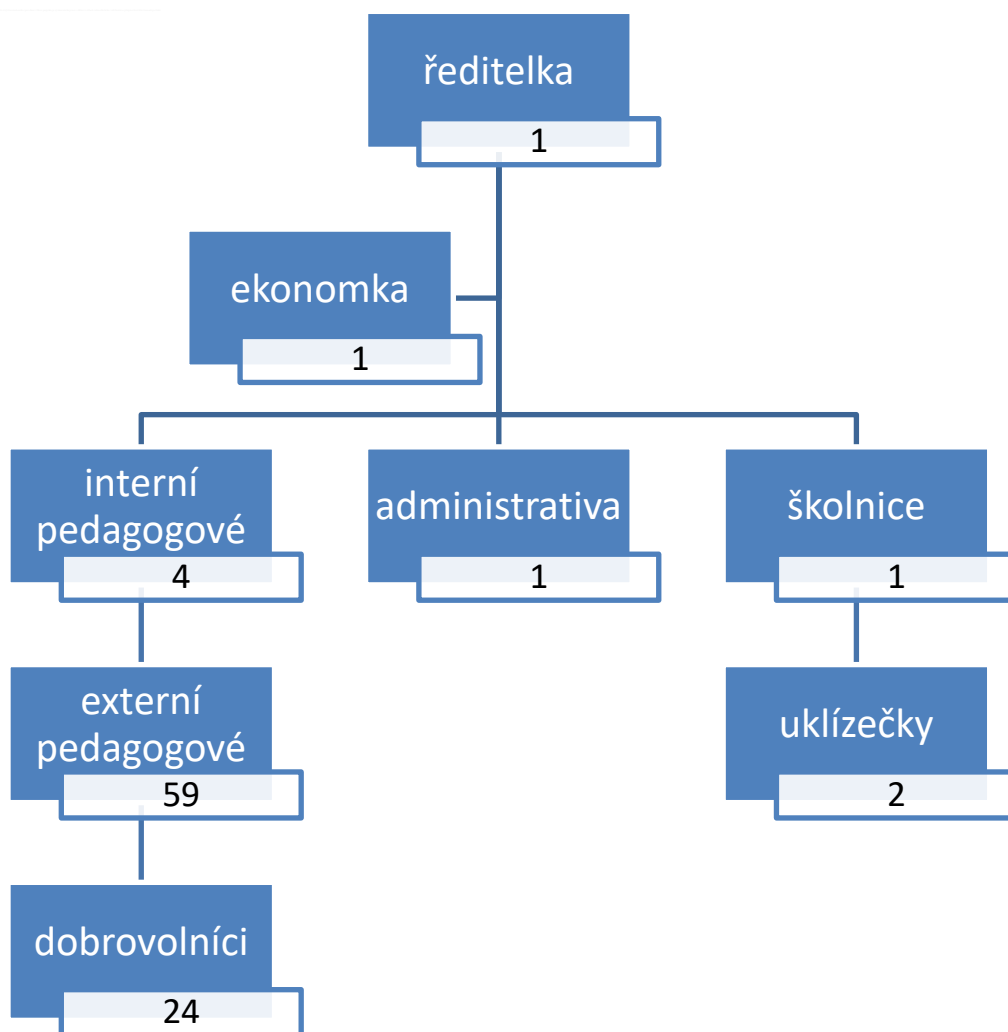 ředitelka
1
ekonomka
1
interní
pedagogové
4
administrativa
1
školnice
1
externí
pedagogové
59
uklízečky
2
dobrovolníci
24